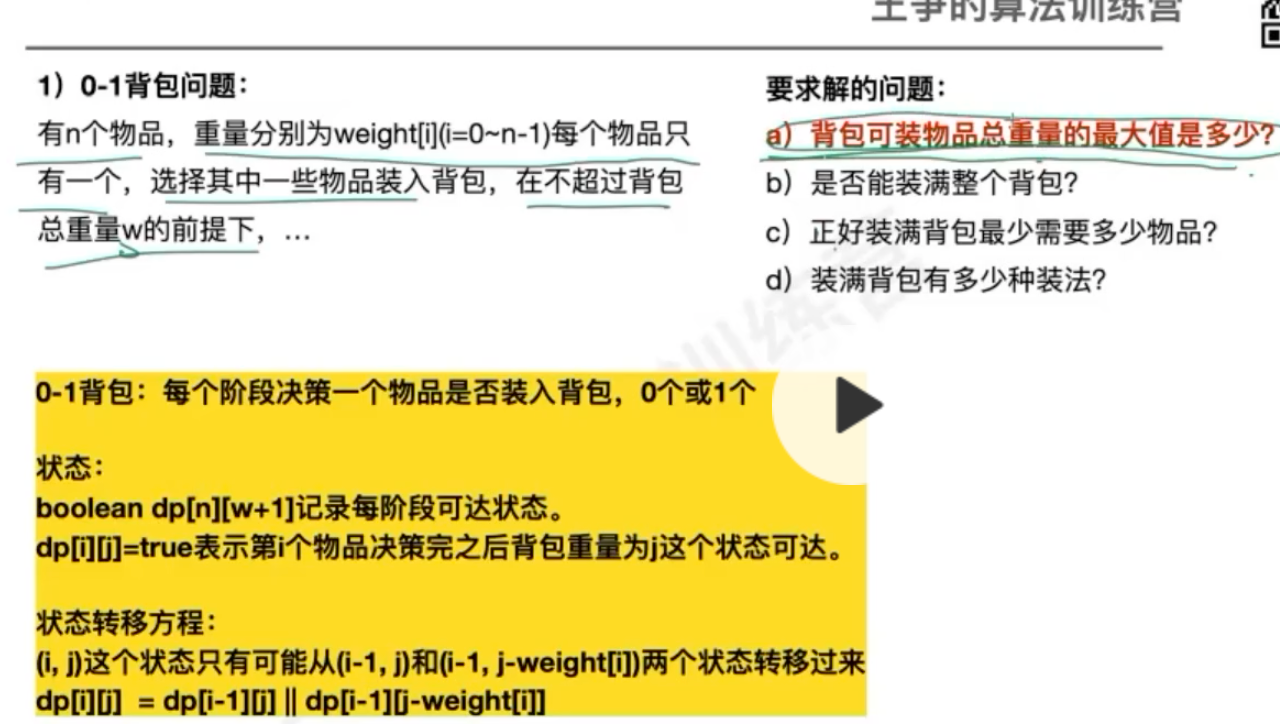 王争的算法训练营
1）0-1背包问题：
有n个物品，重量分别为weight[i](i=0~n-1)每个物品只
有一个，选择其中一些物品装入背包，在不超过背包
总重量w的前提下，…
要求解的问题：
a）背包可装物品总重量的最大值是多少?
b）是否能装满整个背包?
c）正好装满背包最少需要多少物品?
d）装满背包有多少种装法?
训练营
0-1背包：每个阶段决策一个物品是否装入背包，0个或1个
状态：
boolean dp[n][w+1]记录每阶段可达状态。
dp[i][j]=true表示第i个物品决策完之后背包重量为j这个状态可达。
状态转移方程：
(i, j)这个状态只有可能从(i-1, j)和(i-1, j-weight[i])两个状态转移过来
dp[i][j] = dp[i-1][j] || dp[i-1][j-weight[i]]